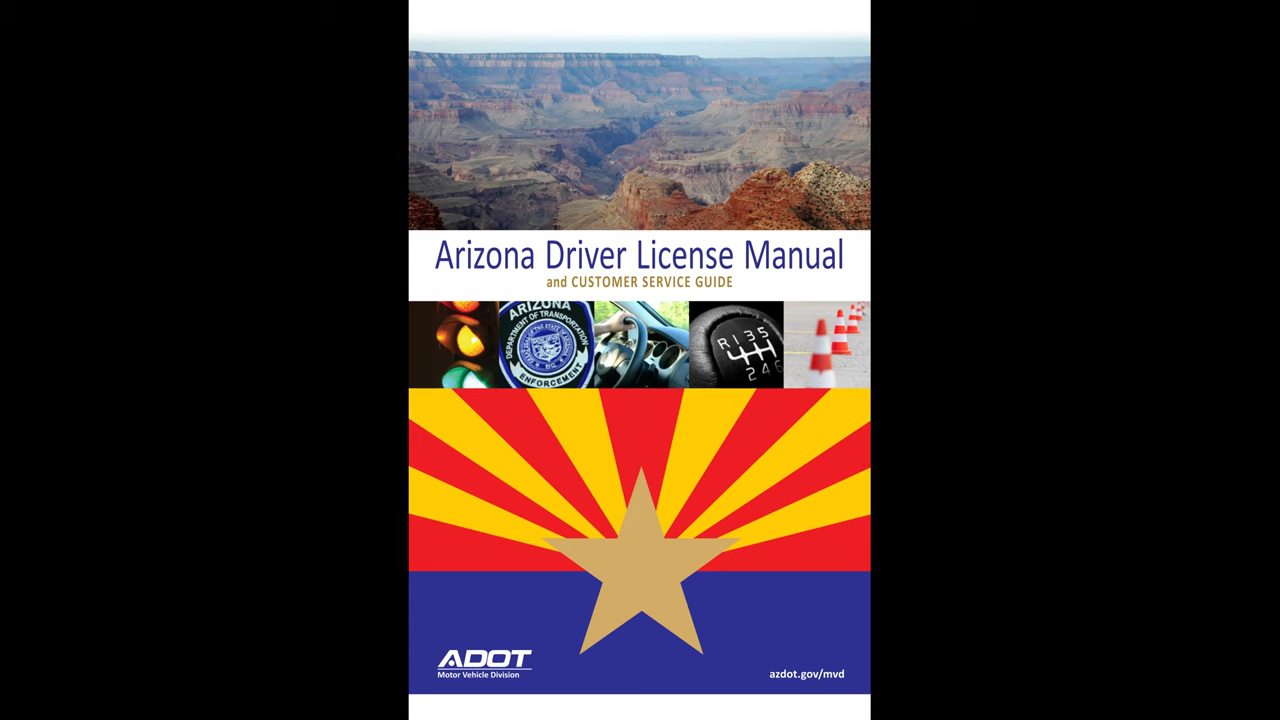 Arizona Driver License Manual
and CUSTOMER SERVICE GUIDE
ARIZONA
DEPARTMENT OF TRANSPORTATION
ENFORCEMENT
R 1 3 5
2 4 6
ADOT
Motor Vehicle Division
azdot.gov/mvd